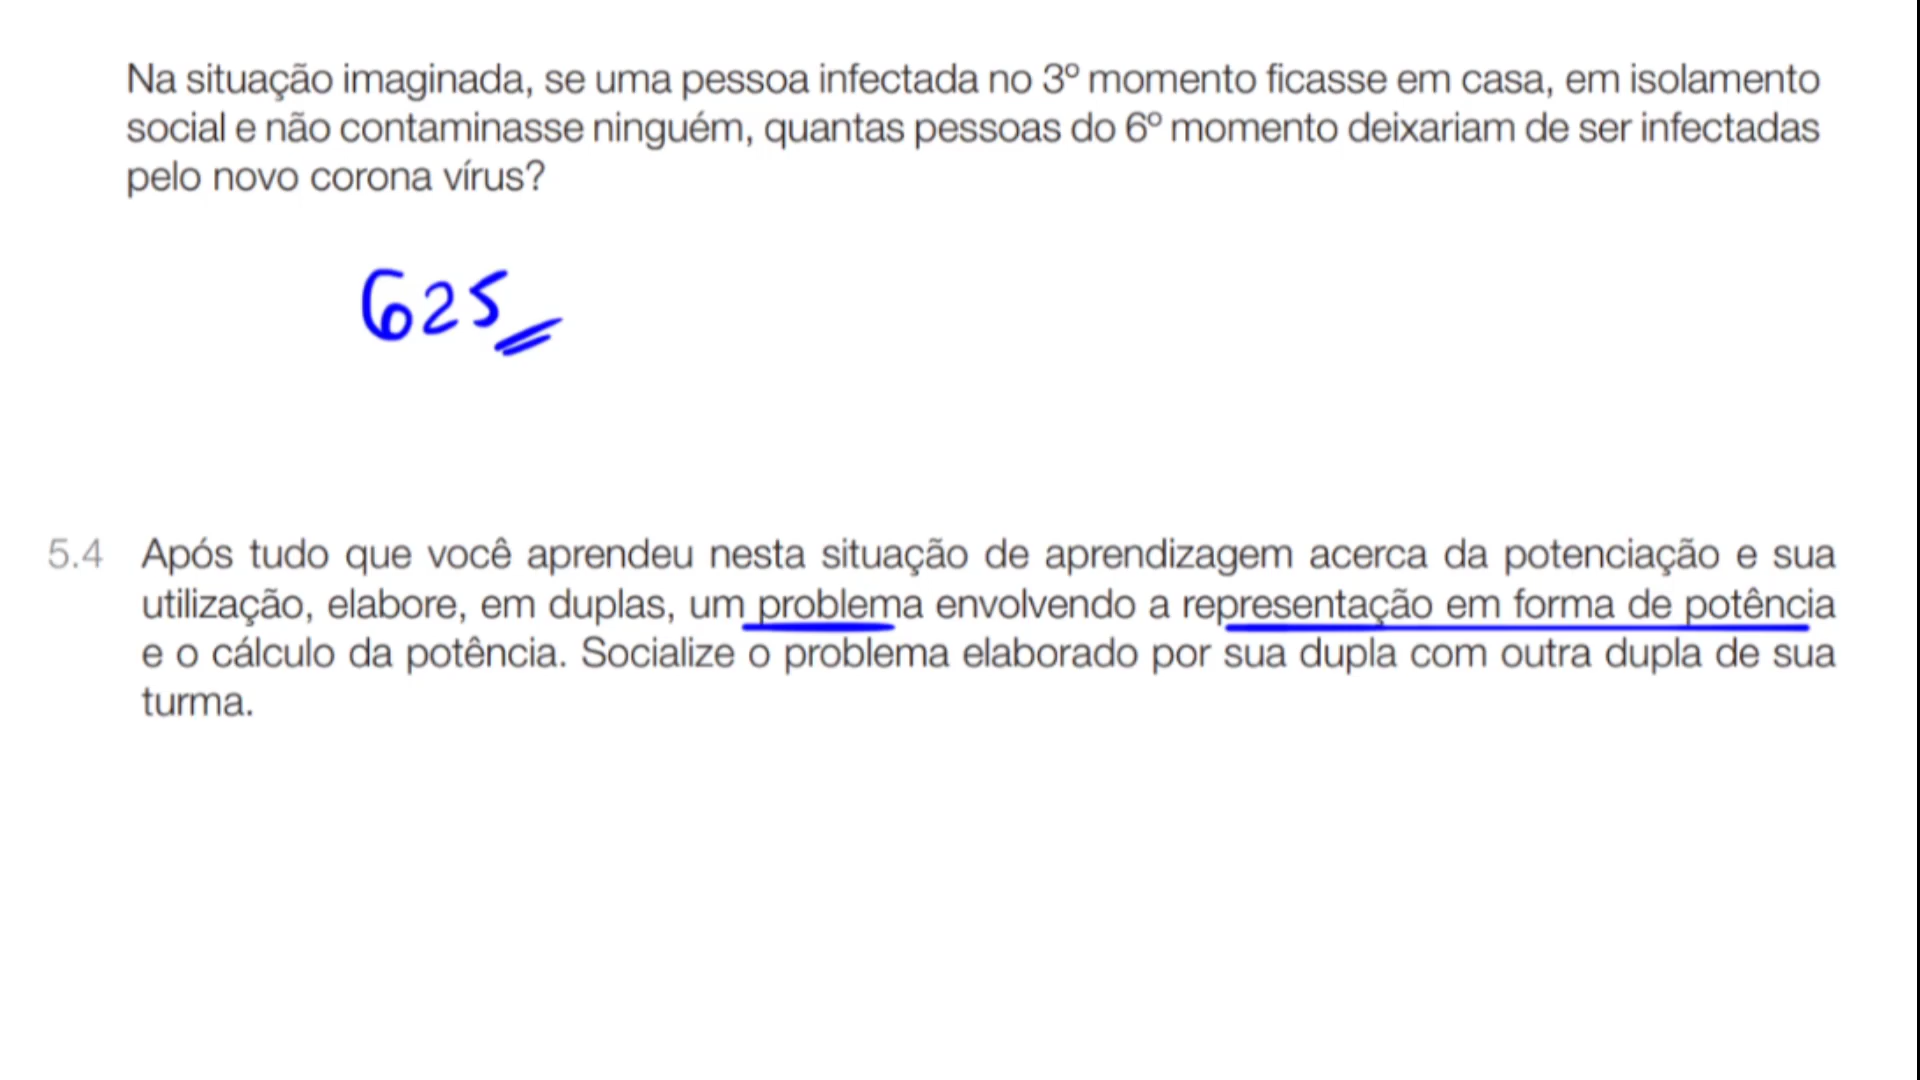 Na situação imaginada, se uma pessoa infectada no 3º momento ficasse em casa, em isolamento
social e não contaminasse ninguém, quantas pessoas do 6º momento deixariam de ser infectadas
pelo novo corona vírus?
625
5.4 Após tudo que você aprendeu nesta situação de aprendizagem acerca da potenciação e sua
utilização, elabore, em duplas, um problema envolvendo a representação em forma de potência
e o cálculo da potência. Socialize o problema elaborado por sua dupla com outra dupla de sua
turma.